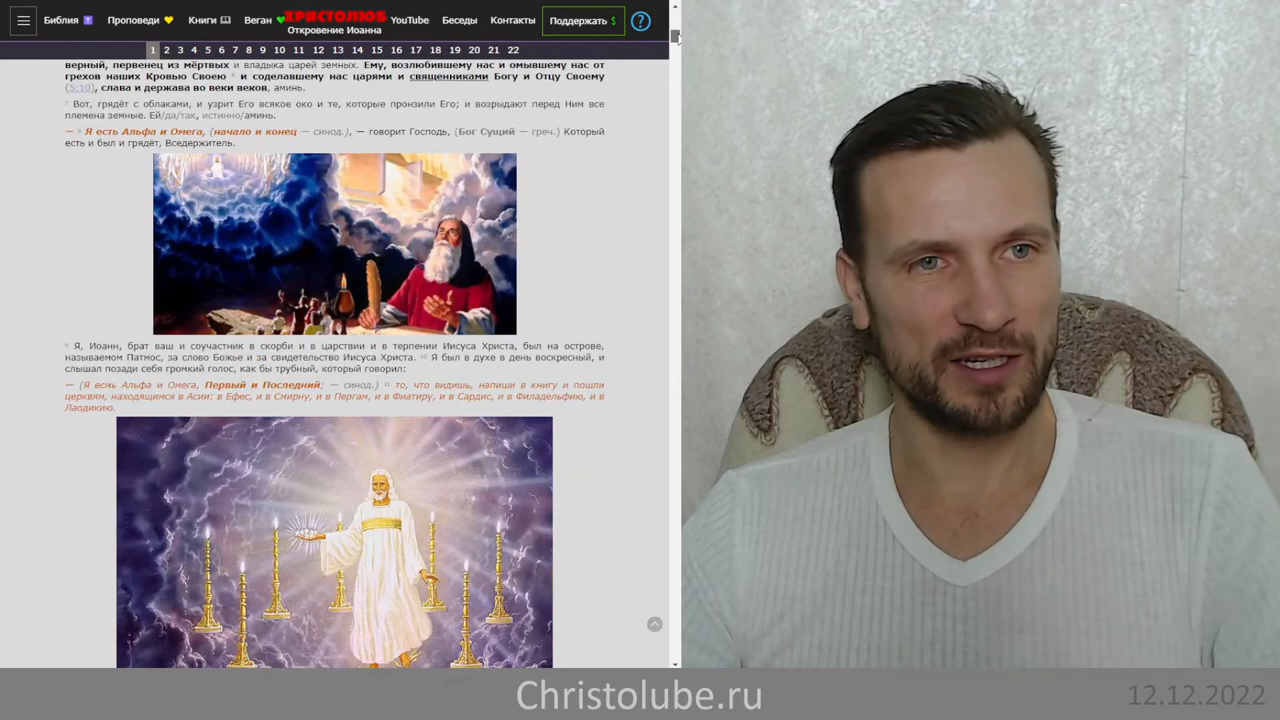 Библия Проповеди Книги Веган ХРИСТОЛЮБ YouTube Беседы Контакты Поддержать $ ?
Откровение Иоанна
1 2 3 4 5 6 7 8 9 10 11 12 13 14 15 16 17 18 19 20 21 22
верный, первенец из мёртвых и владыка царей земных. Ему, возлюбившему нас и омывшему нас от
грехов наших Кровью Своею 6 и соделавшему нас царями и священниками Богу и Отцу Своему
(5:10), слава и держава во веки веков, аминь.
7 Вот, грядёт с облаками, и узрит Его всякое око и те, которые пронзили Его; и возрыдают перед Ним все
племена земные. Ей/да/так, истинно/аминь.
— 8 Я есть Альфа и Омега, (начало и конец — синод.), — говорит Господь, (Бог Сущий — греч.) Который
есть и был и грядёт, Вседержитель.
9 Я, Иоанн, брат ваш и соучастник в скорби и в царствии и в терпении Иисуса Христа, был на острове,
называемом Патмос, за слово Божье и за свидетельство Иисуса Христа. 10 Я был в духе в день воскресный, и
слышал позади себя громкий голос, как бы трубный, который говорил:
— (Я есмь Альфа и Омега, Первый и Последний; — синод.) 11 то, что видишь, напиши в книгу и пошли
церквям, находящимся в Асии: в Ефес, и в Смирну, и в Пергам, и в Фиатиру, и в Сардис, и в Филадельфию, и в
Лаодикию.
Christolube.ru
12.12.2022